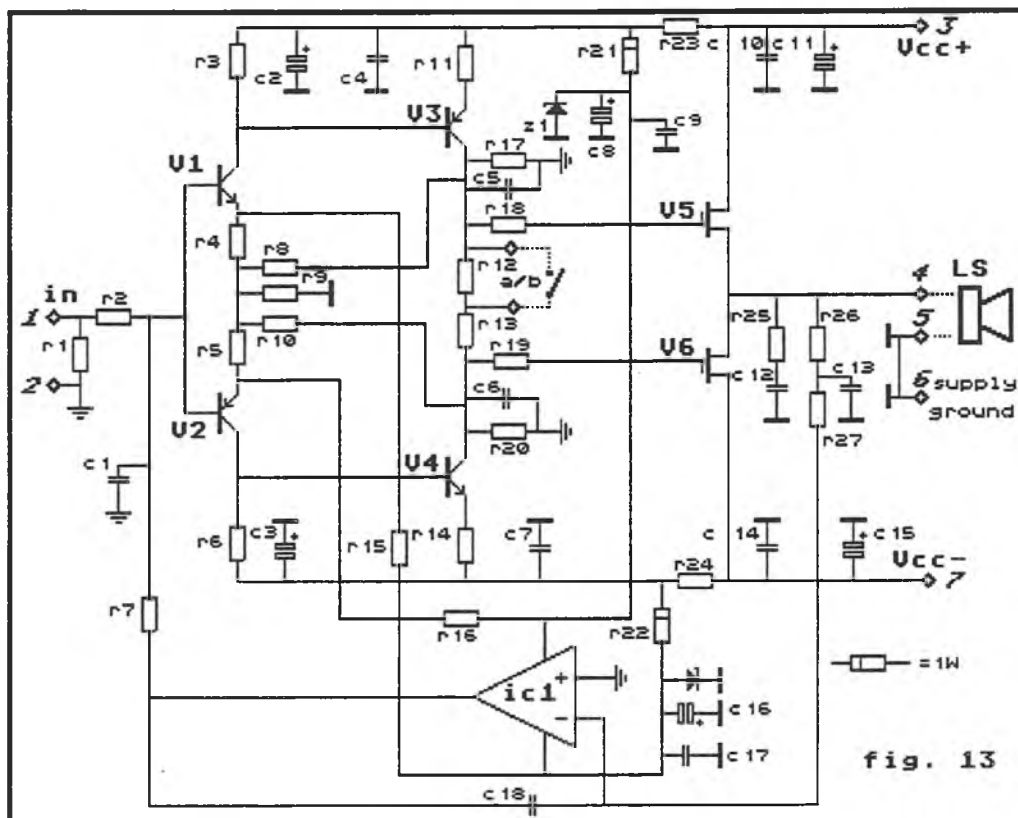 r3
c2
c4
r11
r21
r23
c
10
c
11
3
Vcc+
V3
z1
c8
c9
V1
r17
c5
r18
V5
r4
r8
r9
r12
a/b
4
LS
in
1
r2
r1
2
r5
r10
r13
r19
V6
r25
r26
5
c12
c13
6
supply
ground
c6
r20
r27
V2
V4
c1
r6
c3
r15
r14
c7
c
14
c15
r24
Vcc-
7
r7
r16
r22
=1W
ic1
+
-
c16
c17
fig. 13
c18